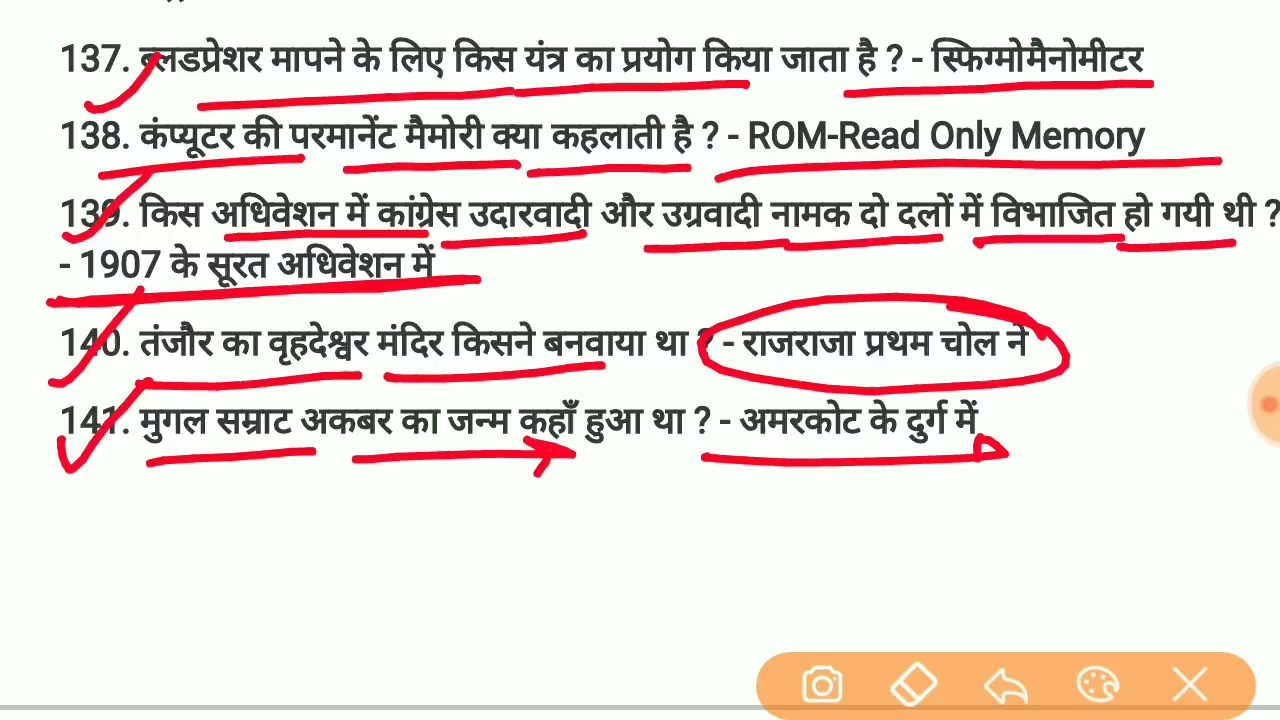 137. ब्लडप्रेशर मापने के लिए किस यंत्र का प्रयोग किया जाता है ? - स्फिग्मोमैनोमीटर
138. कंप्यूटर की परमानेंट मैमोरी क्या कहलाती है ? - ROM-Read Only Memory
139. किस अधिवेशन में कांग्रेस उदारवादी और उग्रवादी नामक दो दलों में विभाजित हो गयी थी ?
- 1907 के सूरत अधिवेशन में
140. तंजौर का वृहदेश्वर मंदिर किसने बनवाया था ? - राजराजा प्रथम चोल ने
141. मुगल सम्राट अकबर का जन्म कहाँ हुआ था ? - अमरकोट के दुर्ग में